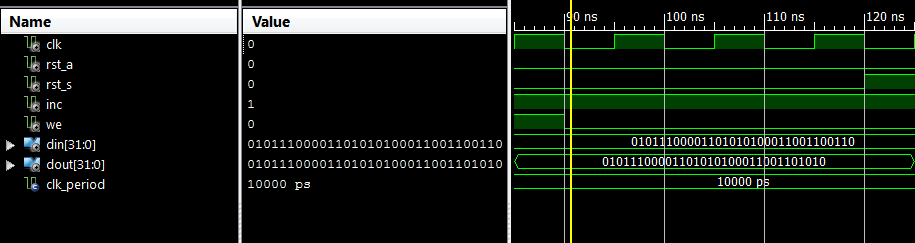 Name Value 90 ns 100 ns 110 ns 120 ns
clk 0
rst_a 0
rst_s 0
inc 1
we 0
din[31:0] 01011100001101010100011001100110 01011100001101010100011001100110
dout[31:0] 01011100001101010100011001101010 01011100001101010100011001101010
clk_period 10000 ps 10000 ps